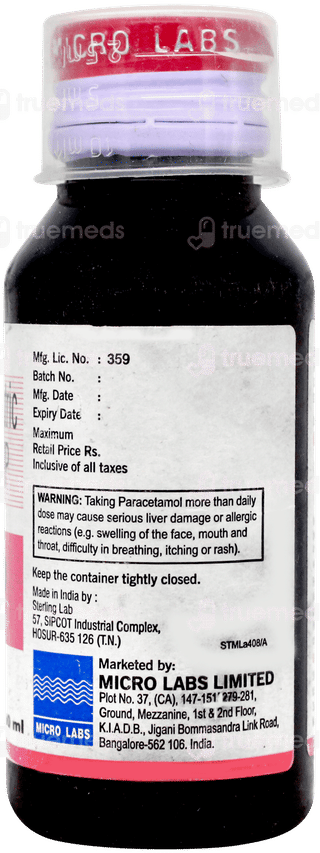 MICRO LABS
truemeds
truemeds
Mfg. Lic. No. : 359
Batch No. :
Mfg. Date :
Expiry Date :
Maximum
Retail Price Rs.
Inclusive of all taxes
WARNING: Taking Paracetamol more than daily
dose may cause serious liver damage or allergic
reactions (e.g. swelling of the face, mouth and
throat, difficulty in breathing, itching or rash).
Keep the container tightly closed.
Made in India by :
Sterling Lab
57, SIPCOT Industrial Complex,
HOSUR-635 126 (T.N.)
STMLa408/A
Marketed by:
MICRO LABS LIMITED
Plot No. 37, (CA), 147-151, 279-281,
Ground, Mezzanine, 1st & 2nd Floor,
K.I.A.D.B., Jigani Bommasandra Link Road,
Bangalore-562 106. India.
MICRO LABS
ml